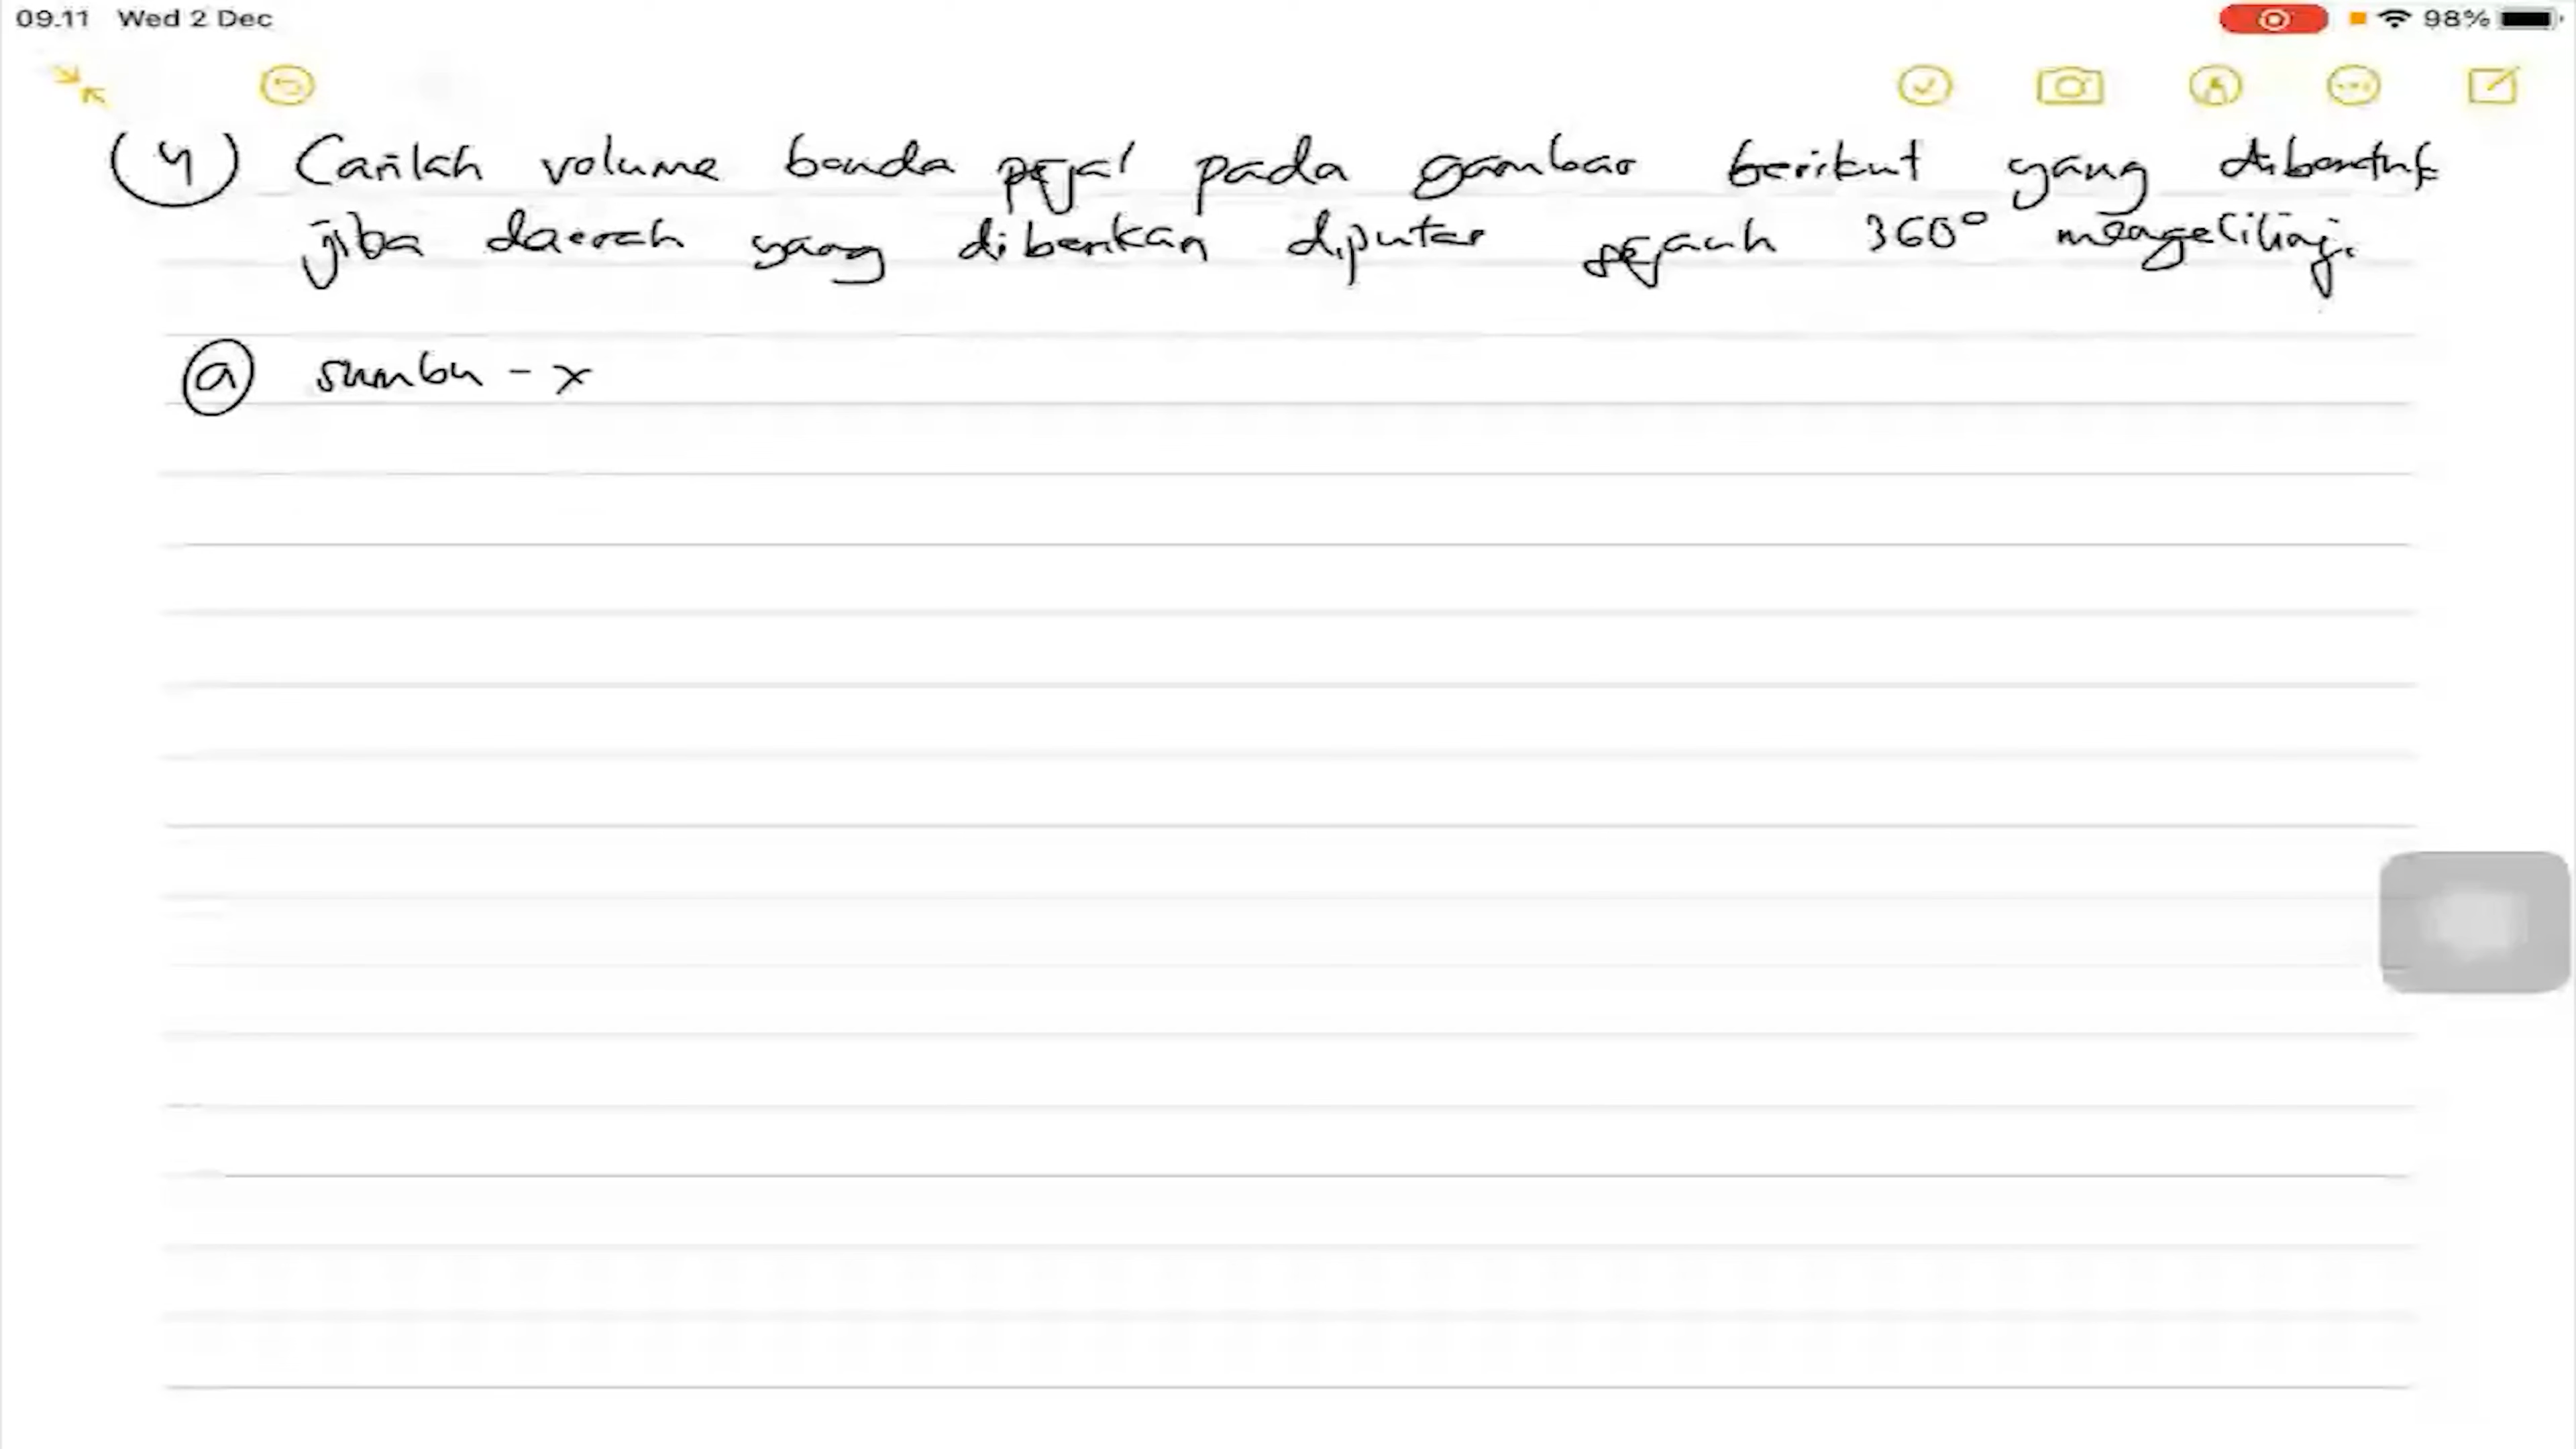 09.11 Wed 2 Dec
98%
4 Carilah volume benda pejal pada gambar berikut yang dibentuk
jika daerah yang diberikan diputar sejauh 360° mengelilingi.
a sumbu - x